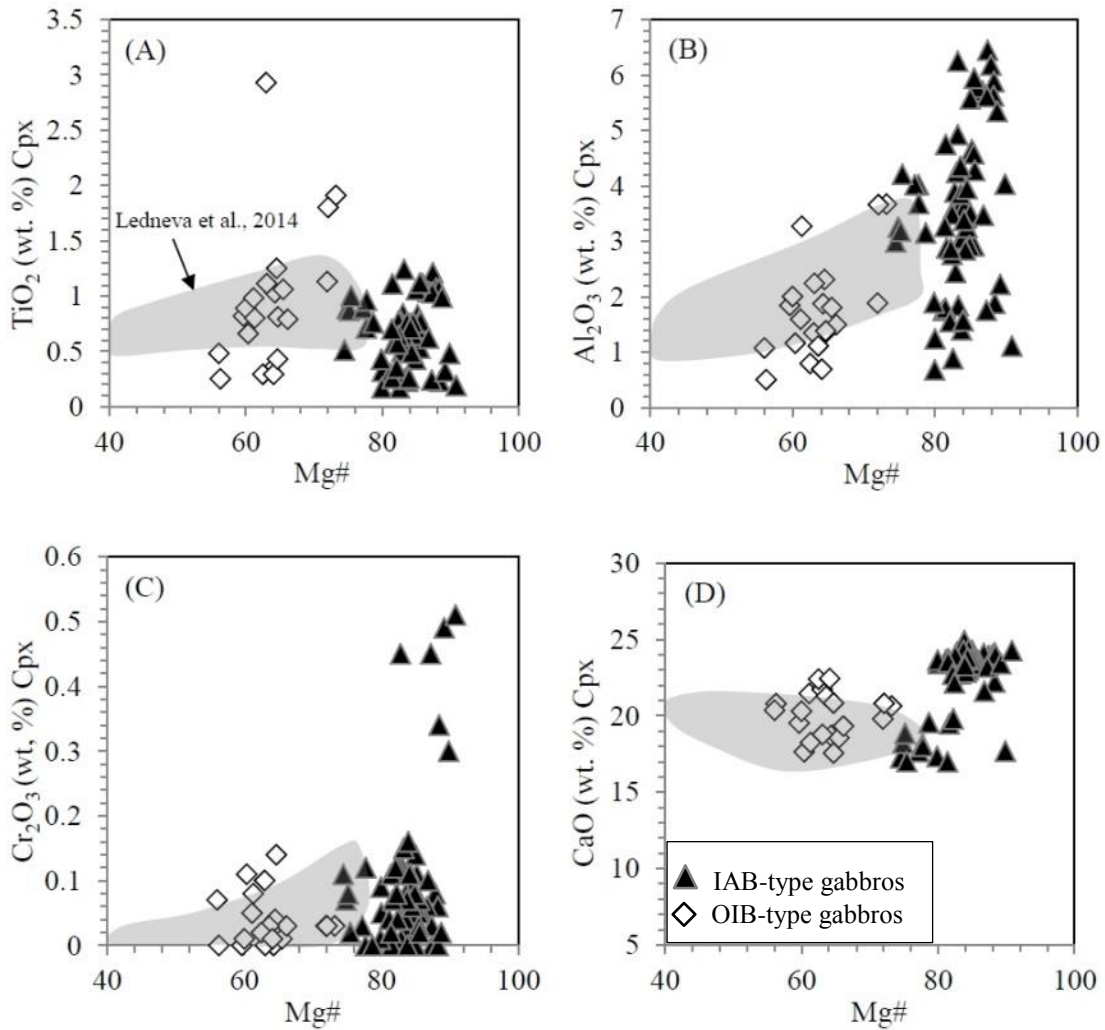 (A)
TiO₂ (wt. %) Cpx
3.5
3
2.5
2
1.5
1
0.5
0
Ledneva et al., 2014
40 60 80 100
Mg#
(B)
Al₂O₃ (wt. %) Cpx
7
6
5
4
3
2
1
0
40 60 80 100
Mg#
(C)
Cr₂O₃ (wt, %) Cpx
0.6
0.5
0.4
0.3
0.2
0.1
0
40 60 80 100
Mg#
(D)
CaO (wt. %) Cpx
30
25
20
15
10
5
IAB-type gabbros
OIB-type gabbros
40 60 80 100
Mg#